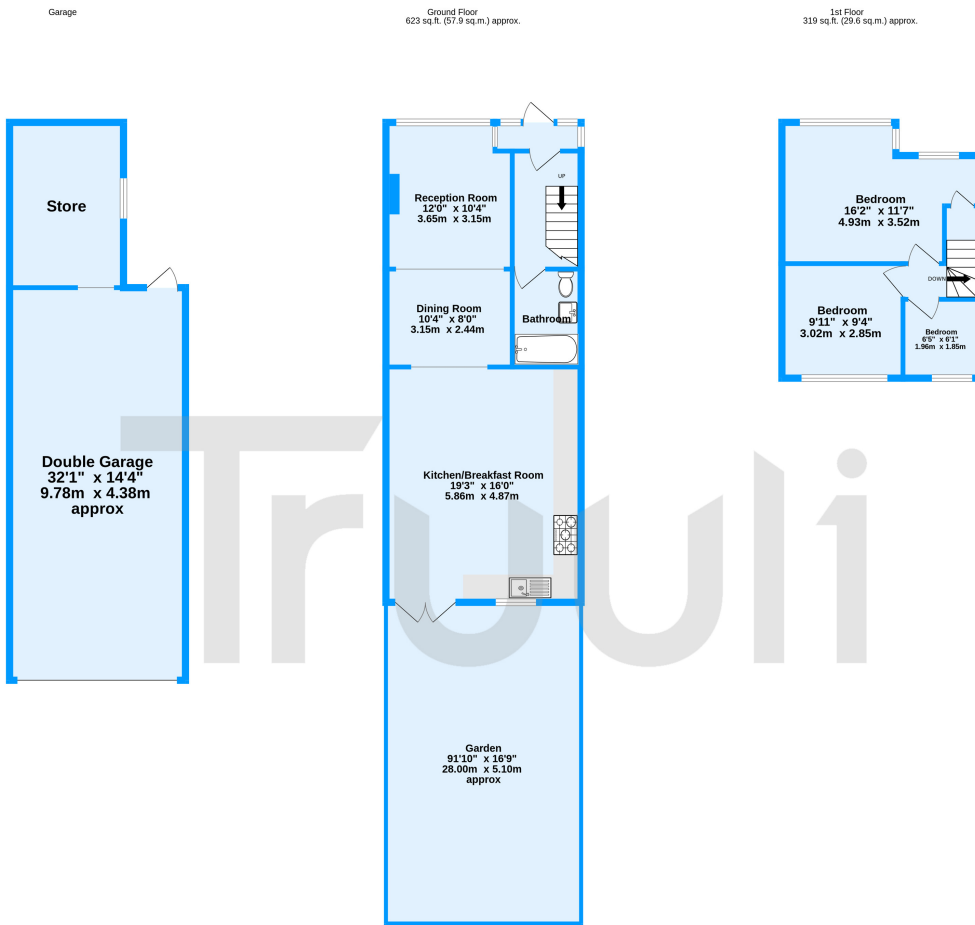 Garage
Ground Floor
623 sq.ft. (57.9 sq.m.) approx.
1st Floor
319 sq.ft. (29.6 sq.m.) approx.
Store
Double Garage
32'1" x 14'4"
9.78m x 4.38m
approx
UP
Reception Room
12'0" x 10'4"
3.65m x 3.15m
Dining Room
10'4" x 8'0"
3.15m x 2.44m
Bathroom
Kitchen/Breakfast Room
19'3" x 16'0"
5.86m x 4.87m
Garden
91'10" x 16'9"
28.00m x 5.10m
approx
Bedroom
16'2" x 11'7"
4.93m x 3.52m
DOWN
Bedroom
9'11" x 9'4"
3.02m x 2.85m
Bedroom
6'5" x 6'1"
1.96m x 1.85m
Truuli